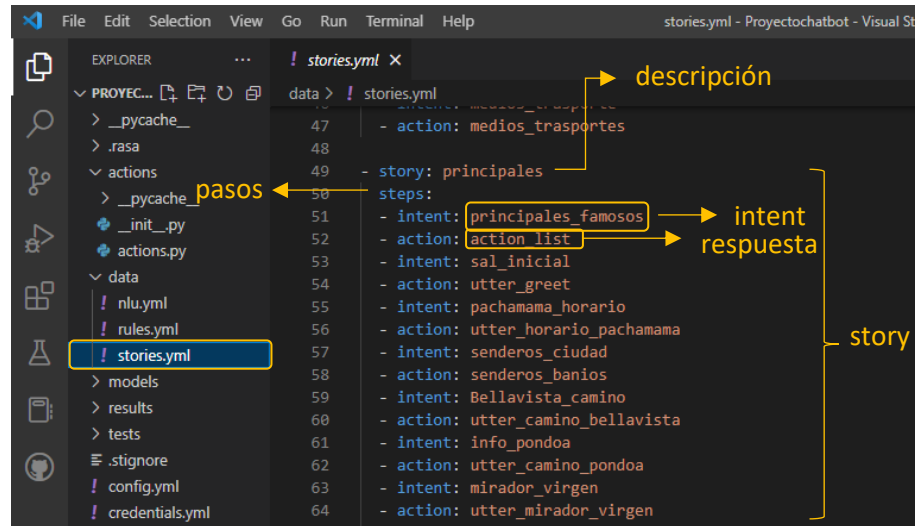 File Edit Selection View Go Run Terminal Help stories.yml - Proyectochatbot - Visual St
EXPLORER ...
PROYEC...
> __pycache__
> .rasa
actions
> __pycache__
__init__.py
actions.py
data
! nlu.yml
! rules.yml
! stories.yml
> models
> results
> tests
.stignore
! config.yml
! credentials.yml
! stories.yml ×
data > ! stories.yml
47 - action: medios_trasportes
48
49 - story: principales
50 steps:
51 - intent: principales_famosos
52 - action: action_list
53 - intent: sal_inicial
54 - action: utter_greet
55 - intent: pachamama_horario
56 - action: utter_horario_pachamama
57 - intent: senderos_ciudad
58 - action: senderos_banios
59 - intent: Bellavista_camino
60 - action: utter_camino_bellavista
61 - intent: info_pondoa
62 - action: utter_camino_pondoa
63 - intent: mirador_virgen
64 - action: utter_mirador_virgen
descripción
pasos
intent
respuesta
story